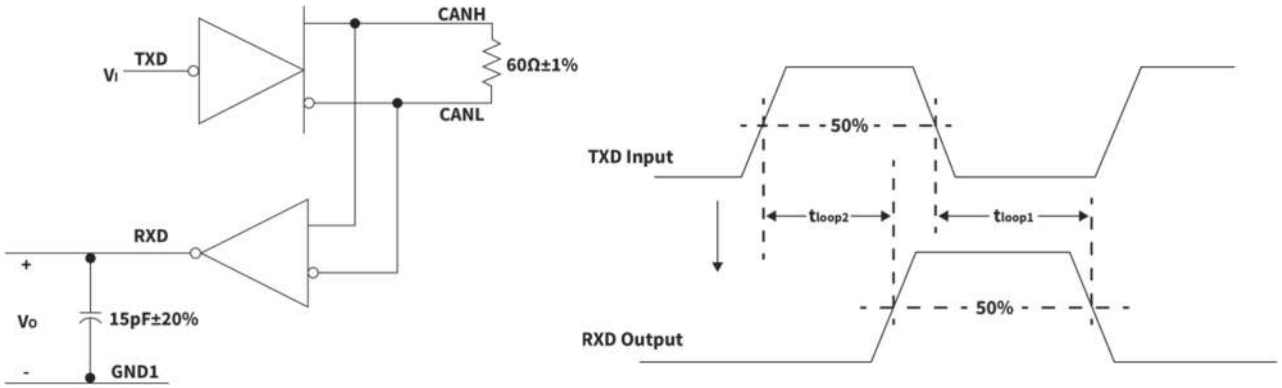 CANH
TXD
VI
60Ω±1%
CANL
RXD
+
15pF±20%
VO
-
GND1
50%
TXD Input
tloop2
tloop1
50%
RXD Output